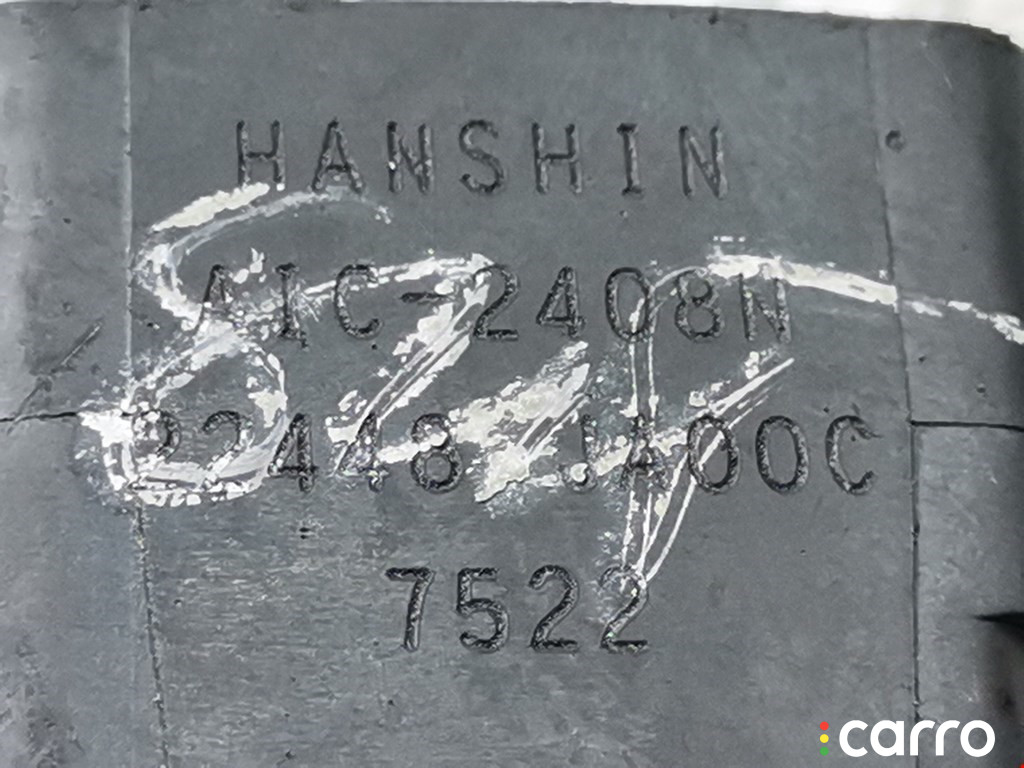 HANSHIN
AIC-2408N
22448 JA00C
7522
carro